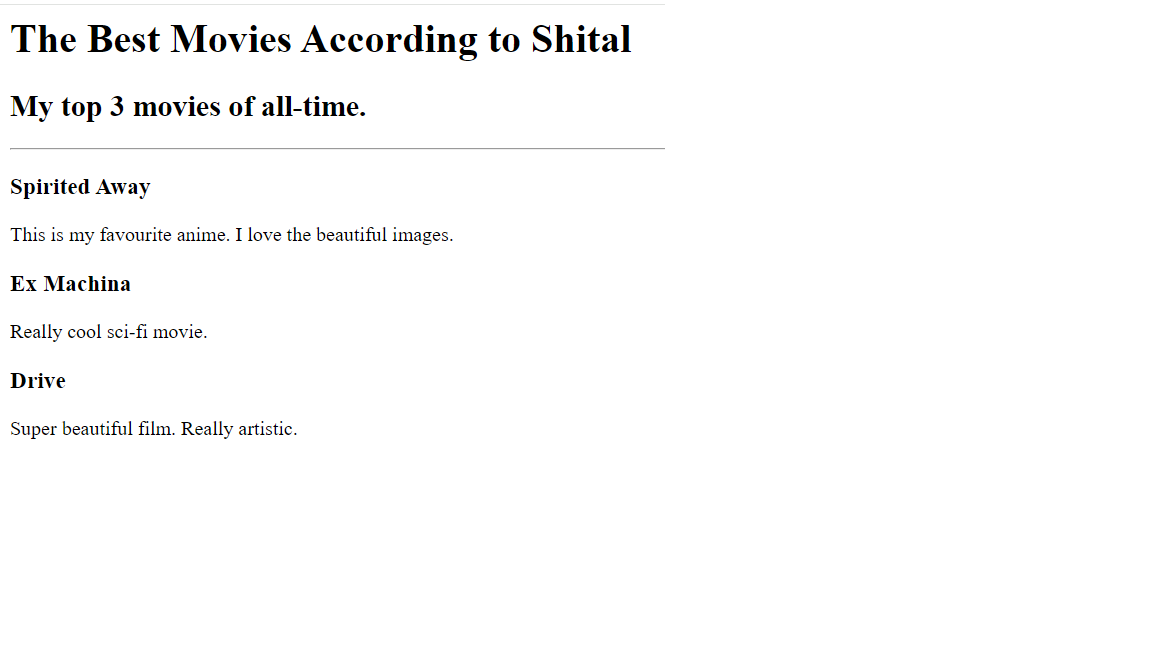 The Best Movies According to Shital
My top 3 movies of all-time.
Spirited Away
This is my favourite anime. I love the beautiful images.
Ex Machina
Really cool sci-fi movie.
Drive
Super beautiful film. Really artistic.